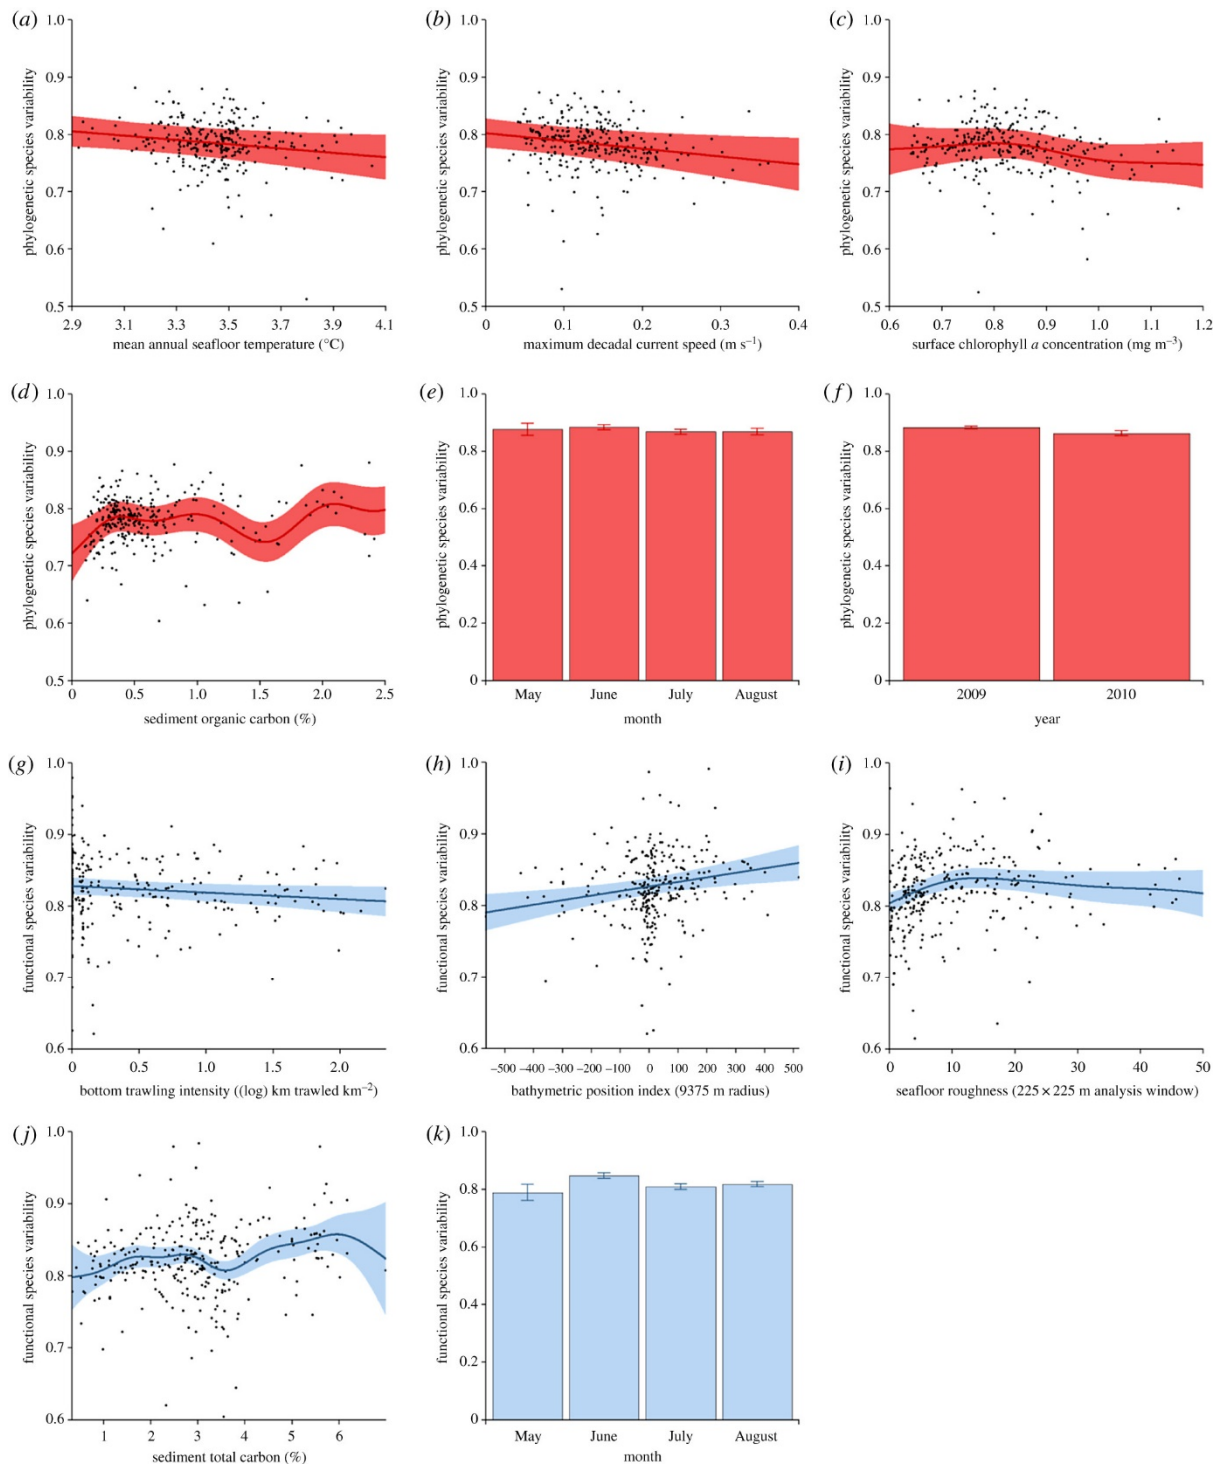 (a)
(b)
(c)
1.0
0.9
0.8
0.7
0.6
0.5
phylogenetic species variability
2.9 3.1 3.3 3.5 3.7 3.9 4.1
mean annual seafloor temperature (°C)
1.0
0.9
0.8
0.7
0.6
0.5
phylogenetic species variability
0 0.1 0.2 0.3 0.4
maximum decadal current speed (m s⁻¹)
1.0
0.9
0.8
0.7
0.6
0.5
phylogenetic species variability
0.6 0.7 0.8 0.9 1.0 1.1 1.2
surface chlorophyll a concentration (mg m⁻³)
(d)
(e)
(f)
1.0
0.9
0.8
0.7
0.6
0.5
phylogenetic species variability
0 0.5 1.0 1.5 2.0 2.5
sediment organic carbon (%)
1.0
0.8
0.6
0.4
0.2
0
phylogenetic species variability
May June July August
month
1.0
0.8
0.6
0.4
0.2
0
phylogenetic species variability
2009 2010
year
(g)
(h)
(i)
1.0
0.9
0.8
0.7
0.6
functional species variability
0 0.5 1.0 1.5 2.0
bottom trawling intensity ((log) km trawled km⁻²)
1.0
0.9
0.8
0.7
0.6
functional species variability
−500 −400 −300 −200 −100 0 100 200 300 400 500
bathymetric position index (9375 m radius)
1.0
0.9
0.8
0.7
0.6
functional species variability
0 10 20 30 40 50
seafloor roughness (225 × 225 m analysis window)
(j)
(k)
1.0
0.9
0.8
0.7
0.6
functional species variability
1 2 3 4 5 6
sediment total carbon (%)
1.0
0.8
0.6
0.4
0.2
0
functional species variability
May June July August
month